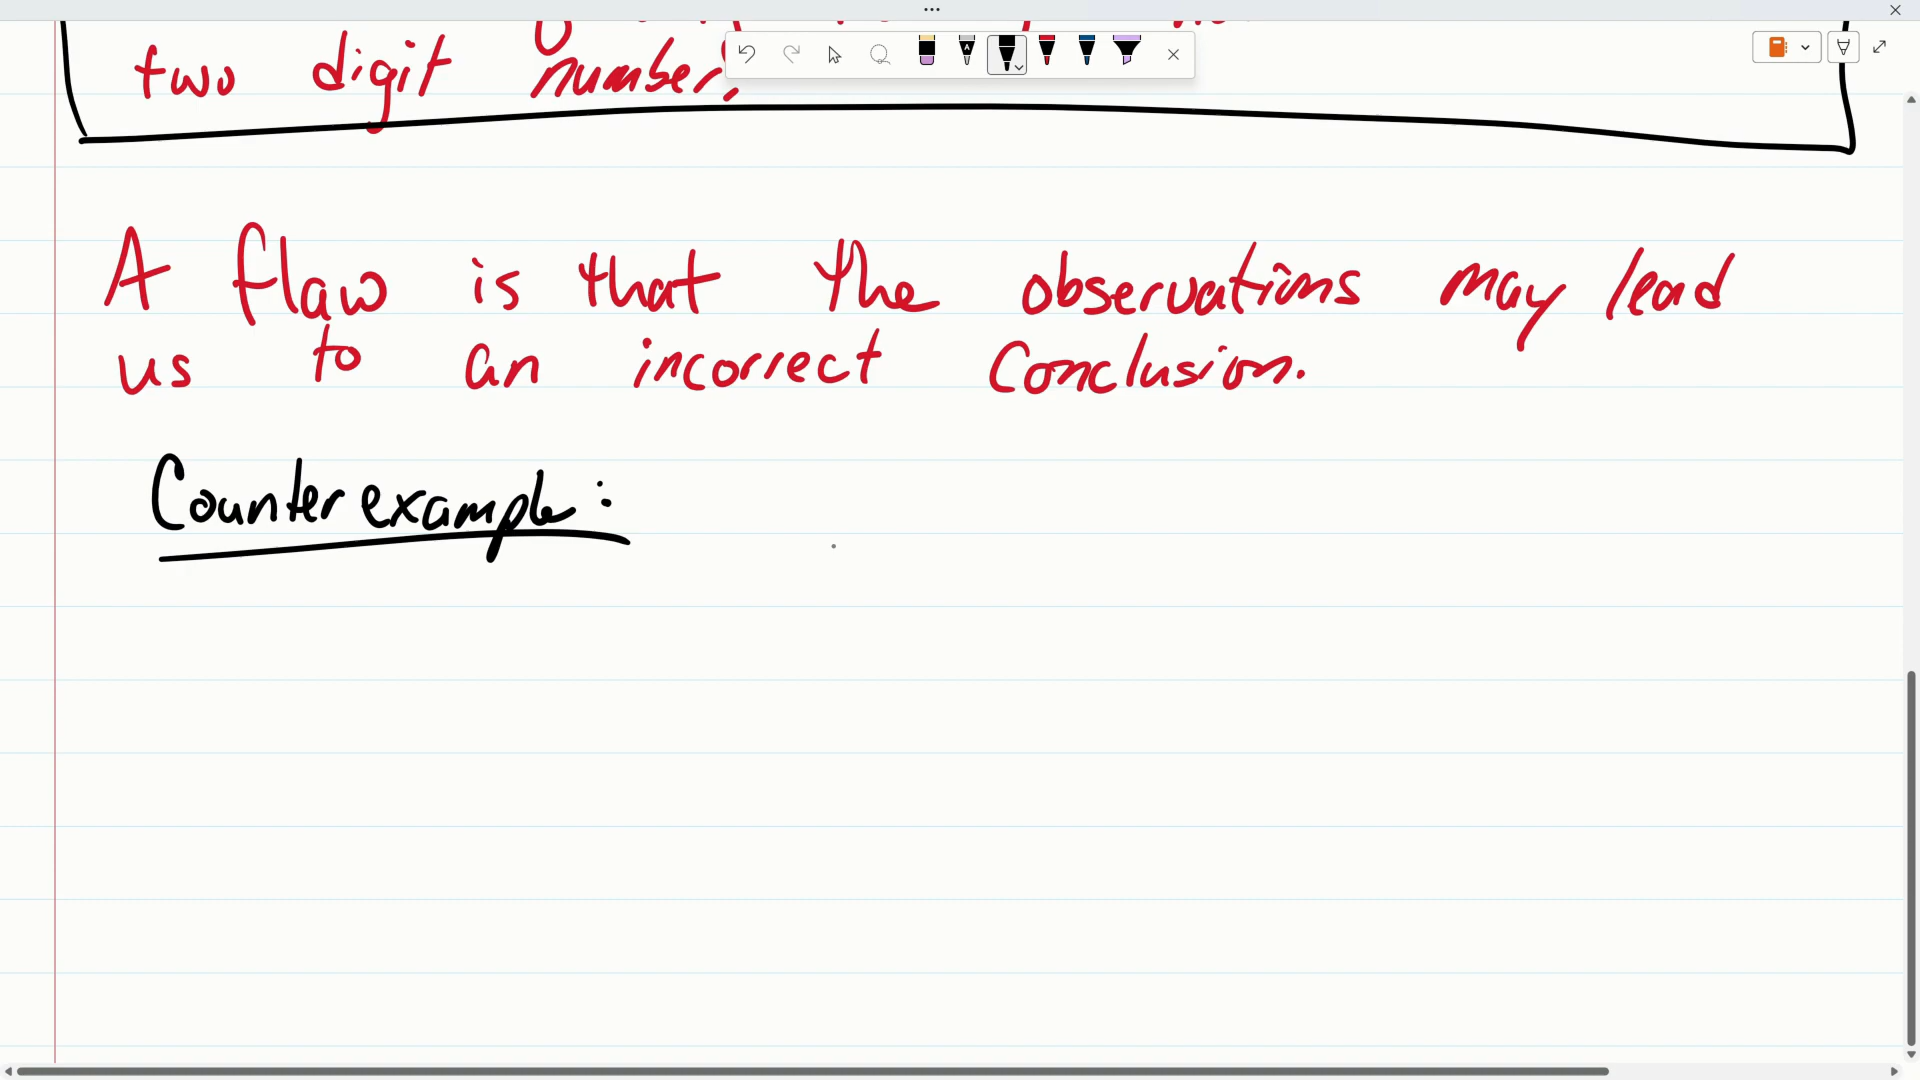 two digit number.
A flaw is that the observations may lead
us to an incorrect conclusion.
Counterexample: